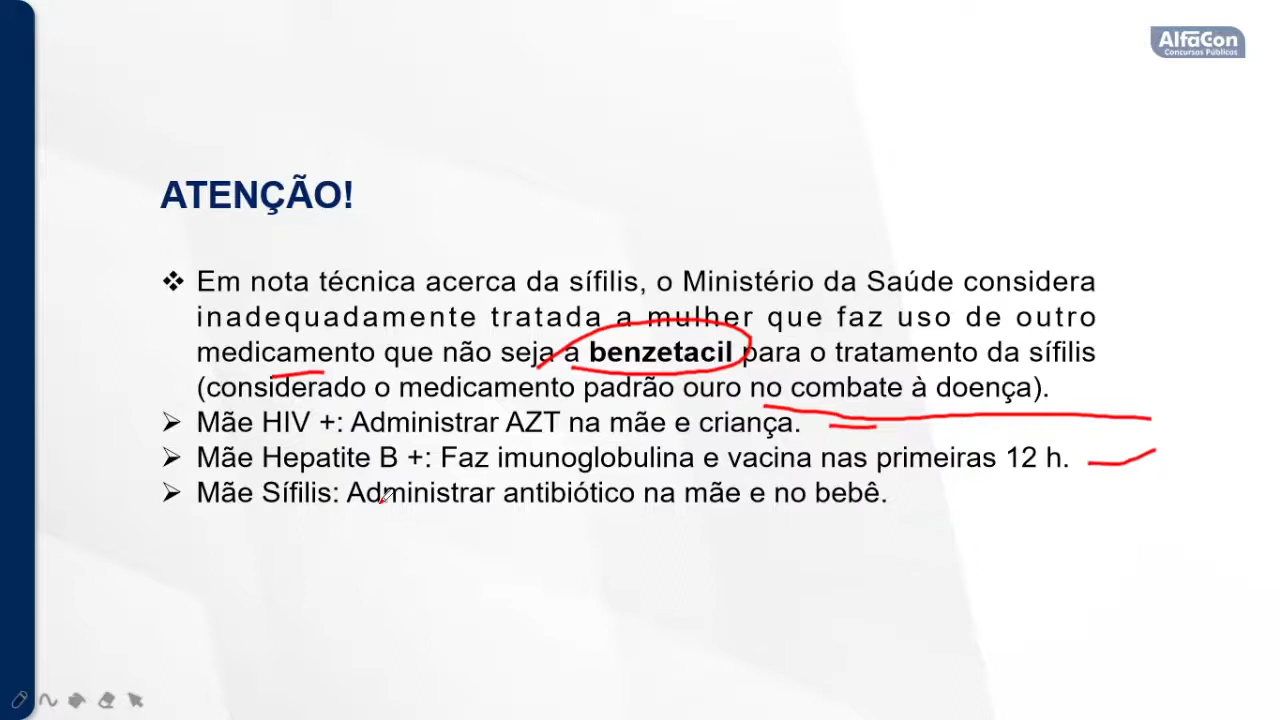 AlfaCon
Concursos Públicos
ATENÇÃO!
❖ Em nota técnica acerca da sífilis, o Ministério da Saúde considera
inadequadamente tratada a mulher que faz uso de outro
medicamento que não seja a benzetacil para o tratamento da sífilis
(considerado o medicamento padrão ouro no combate à doença).
➢ Mãe HIV +: Administrar AZT na mãe e criança.
➢ Mãe Hepatite B +: Faz imunoglobulina e vacina nas primeiras 12 h.
➢ Mãe Sífilis: Administrar antibiótico na mãe e no bebê.